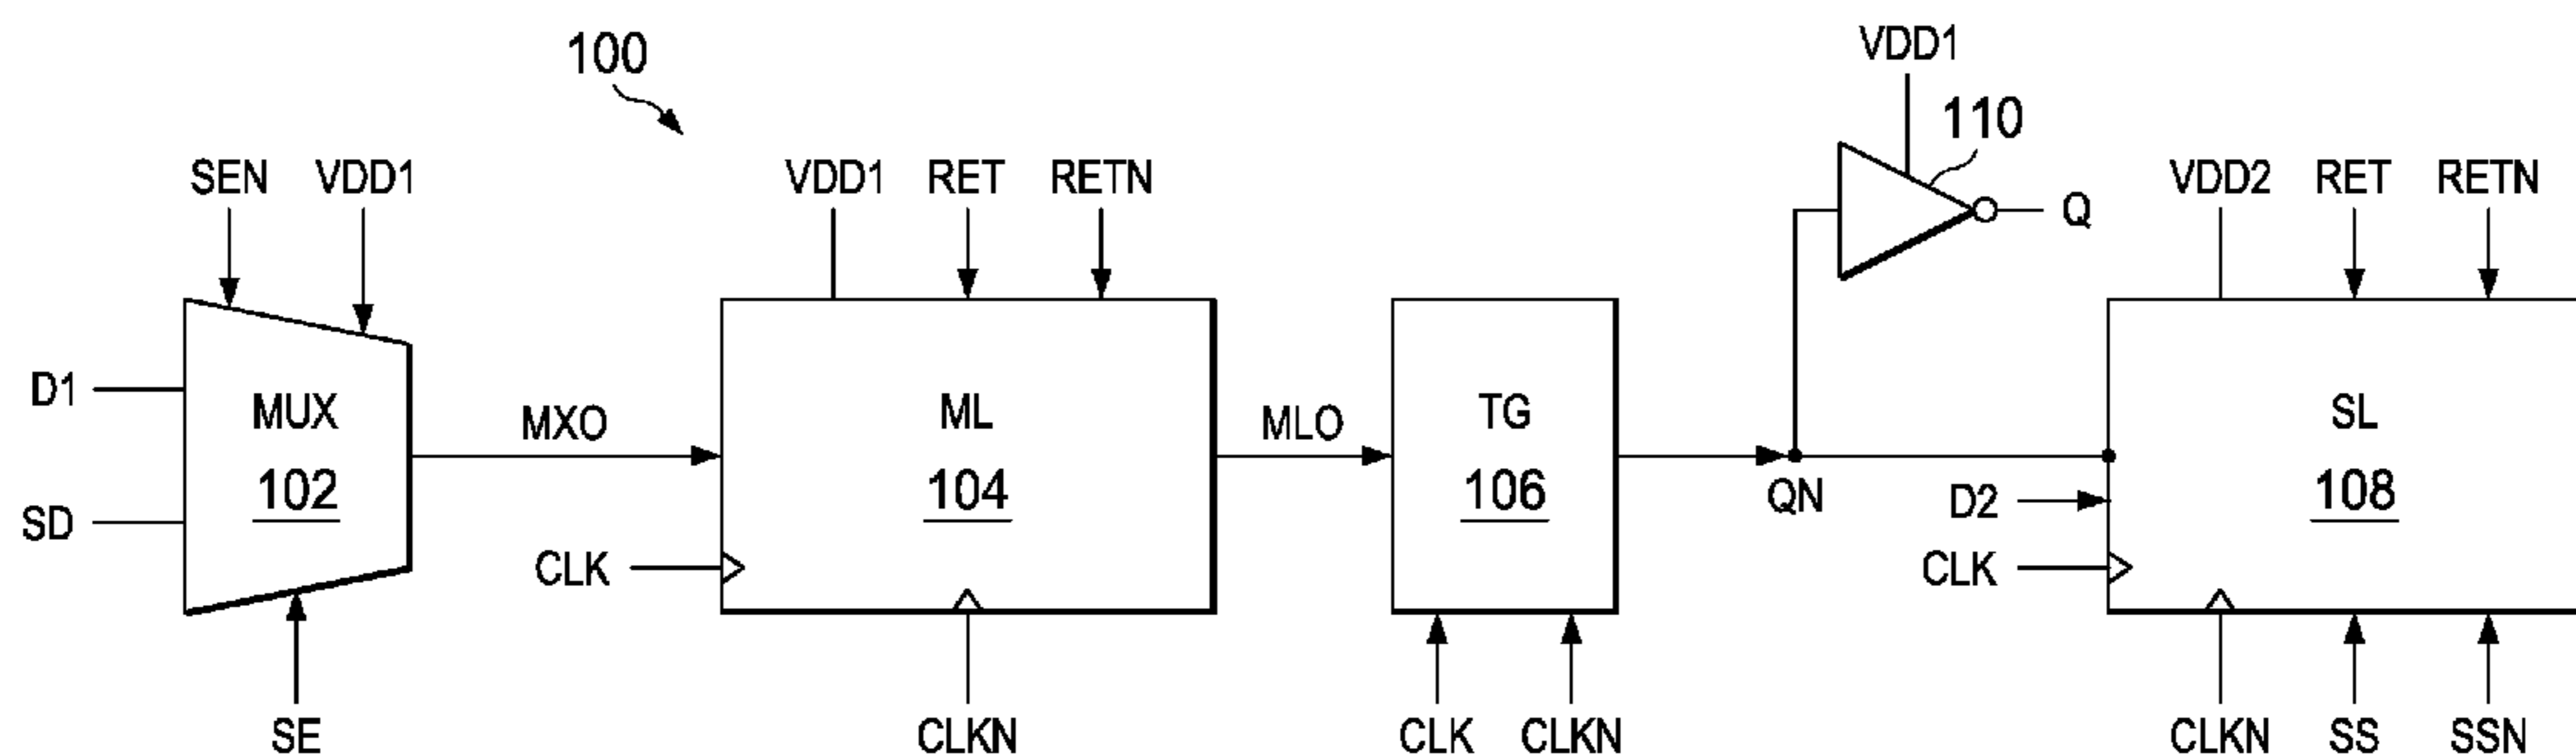 100
VDD1
110
SEN VDD1
VDD1 RET RETN
Q
VDD2 RET RETN
D1
MUX
102
SD
SE
MXO
ML
104
CLK
CLKN
MLO
TG
106
CLK CLKN
QN
D2
CLK
SL
108
CLKN SS SSN